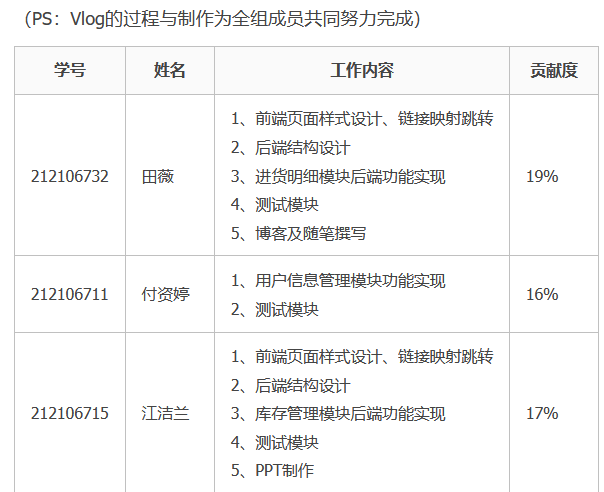 （PS：Vlog的过程与制作为全组成员共同努力完成）
学号 姓名 工作内容 贡献度
1、前端页面样式设计、链接映射跳转
2、后端结构设计
212106732 田薇 3、进货明细模块后端功能实现 19%
4、测试模块
5、博客及随笔撰写
1、用户信息管理模块功能实现
212106711 付资婷 16%
2、测试模块
1、前端页面样式设计、链接映射跳转
2、后端结构设计
212106715 江洁兰 3、库存管理模块后端功能实现 17%
4、测试模块
5、PPT制作